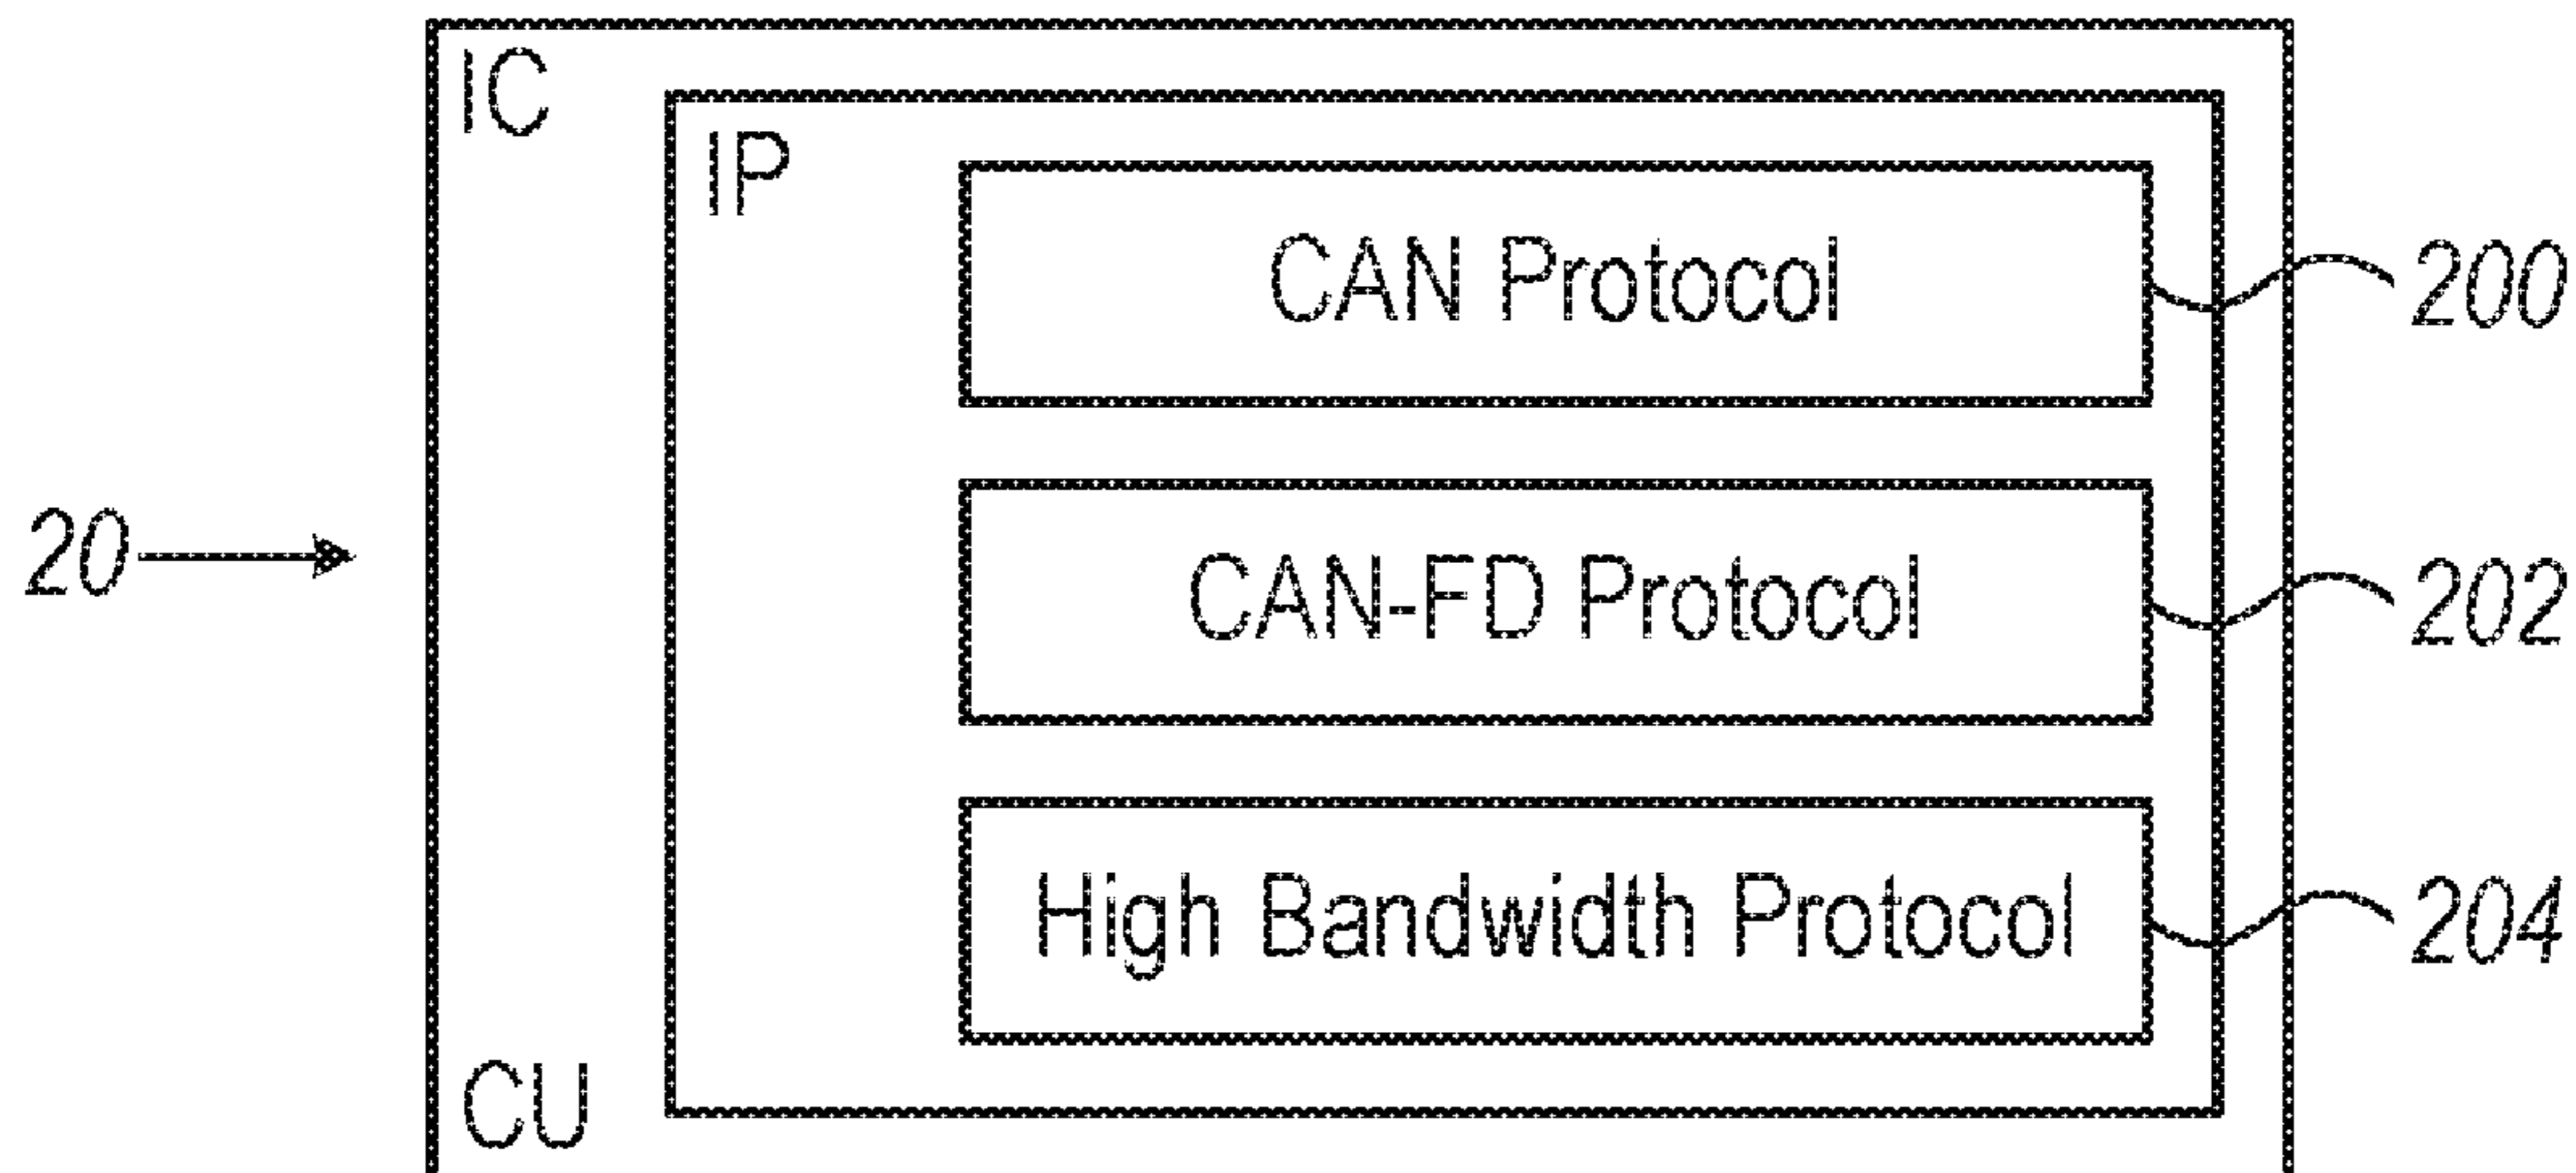 IC
IP
CAN Protocol
200
20
CAN-FD Protocol
202
High Bandwidth Protocol
204
CU